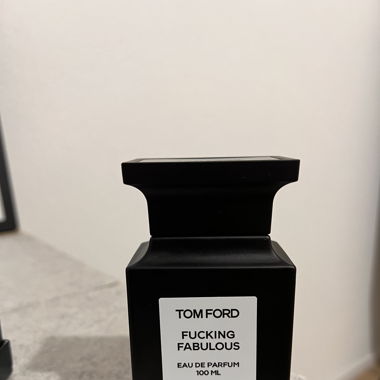 TOM FORD
FUCKING
FABULOUS
EAU DE PARFUM
100 ML